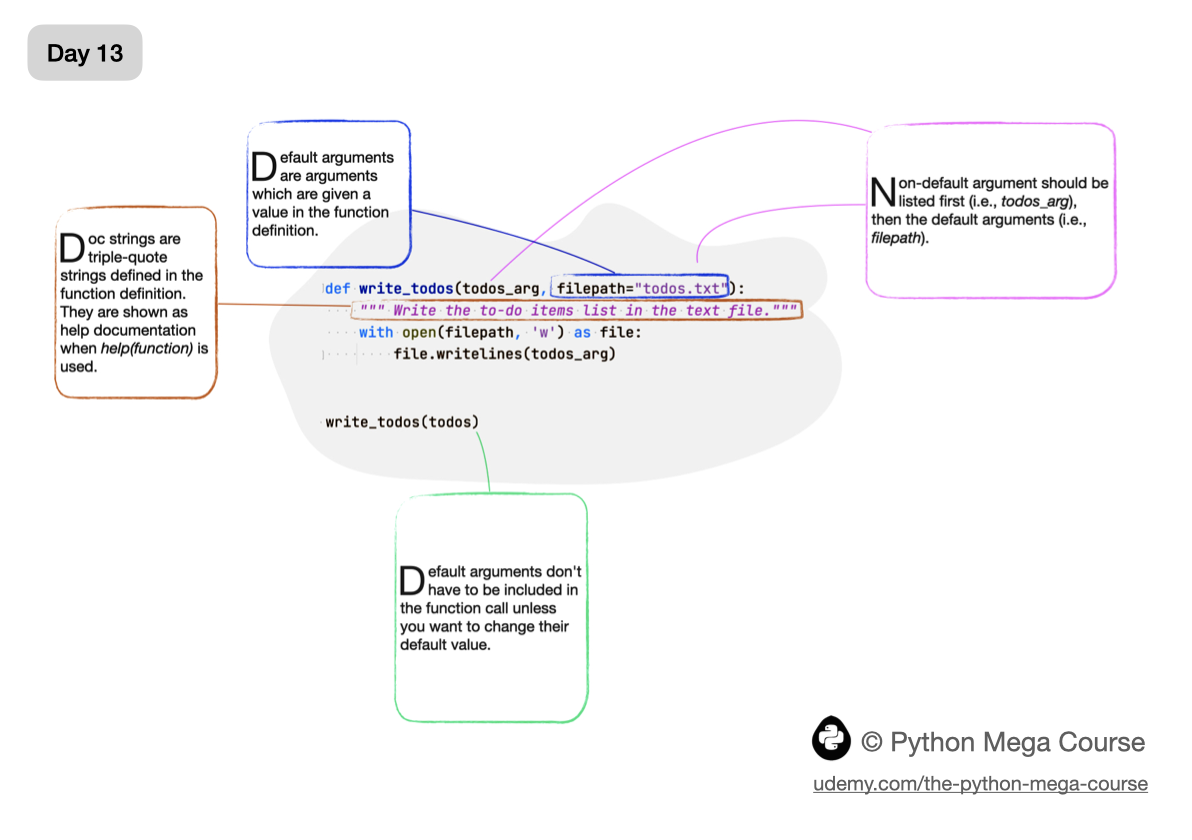 Day 13
Default arguments
are arguments
which are given a
value in the function
definition.
Non-default argument should be
listed first (i.e., todos_arg),
then the default arguments (i.e.,
filepath).
Doc strings are
triple-quote
strings defined in the
function definition.
They are shown as
help documentation
when help(function) is
used.
def write_todos(todos_arg, filepath="todos.txt"):
""" Write the to-do items list in the text file."""
with open(filepath, 'w') as file:
file.writelines(todos_arg)
write_todos(todos)
Default arguments don't
have to be included in
the function call unless
you want to change their
default value.
© Python Mega Course
udemy.com/the-python-mega-course